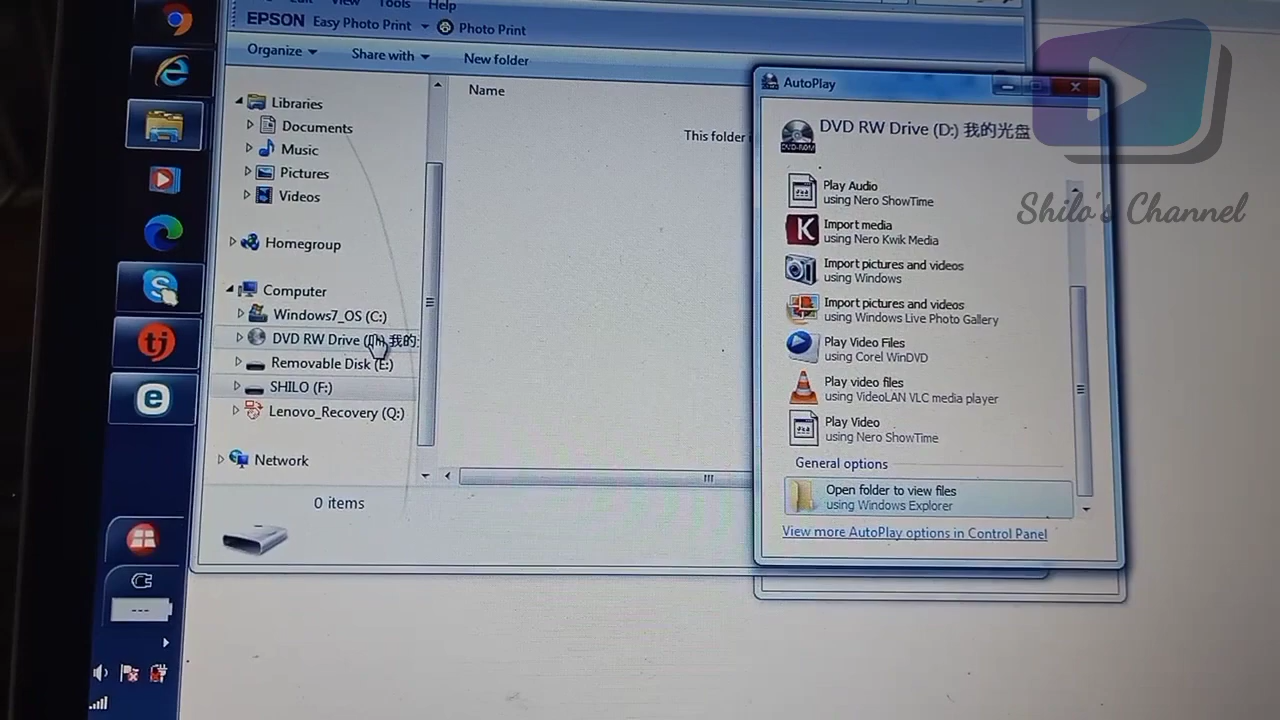 View
Tools
Help
EPSON Easy Photo Print
Photo Print
Organize
Share with
New folder
Libraries
Documents
Music
Pictures
Videos
Homegroup
Computer
Windows7_OS (C:)
DVD RW Drive
我的
Removable Disk (E:)
SHILO (F:)
Lenovo_Recovery (Q:)
Network
0 items
Name
This folder
AutoPlay
DVD RW Drive (D:) 我的光盘
DVD-ROM
Play Audio
using Nero ShowTime
Import media
using Nero Kwik Media
Import pictures and videos
using Windows
Import pictures and videos
using Windows Live Photo Gallery
Play Video Files
using Corel WinDVD
Play video files
using VideoLAN VLC media player
Play Video
using Nero ShowTime
General options
Open folder to view files
using Windows Explorer
View more AutoPlay options in Control Panel
Shilo's Channel